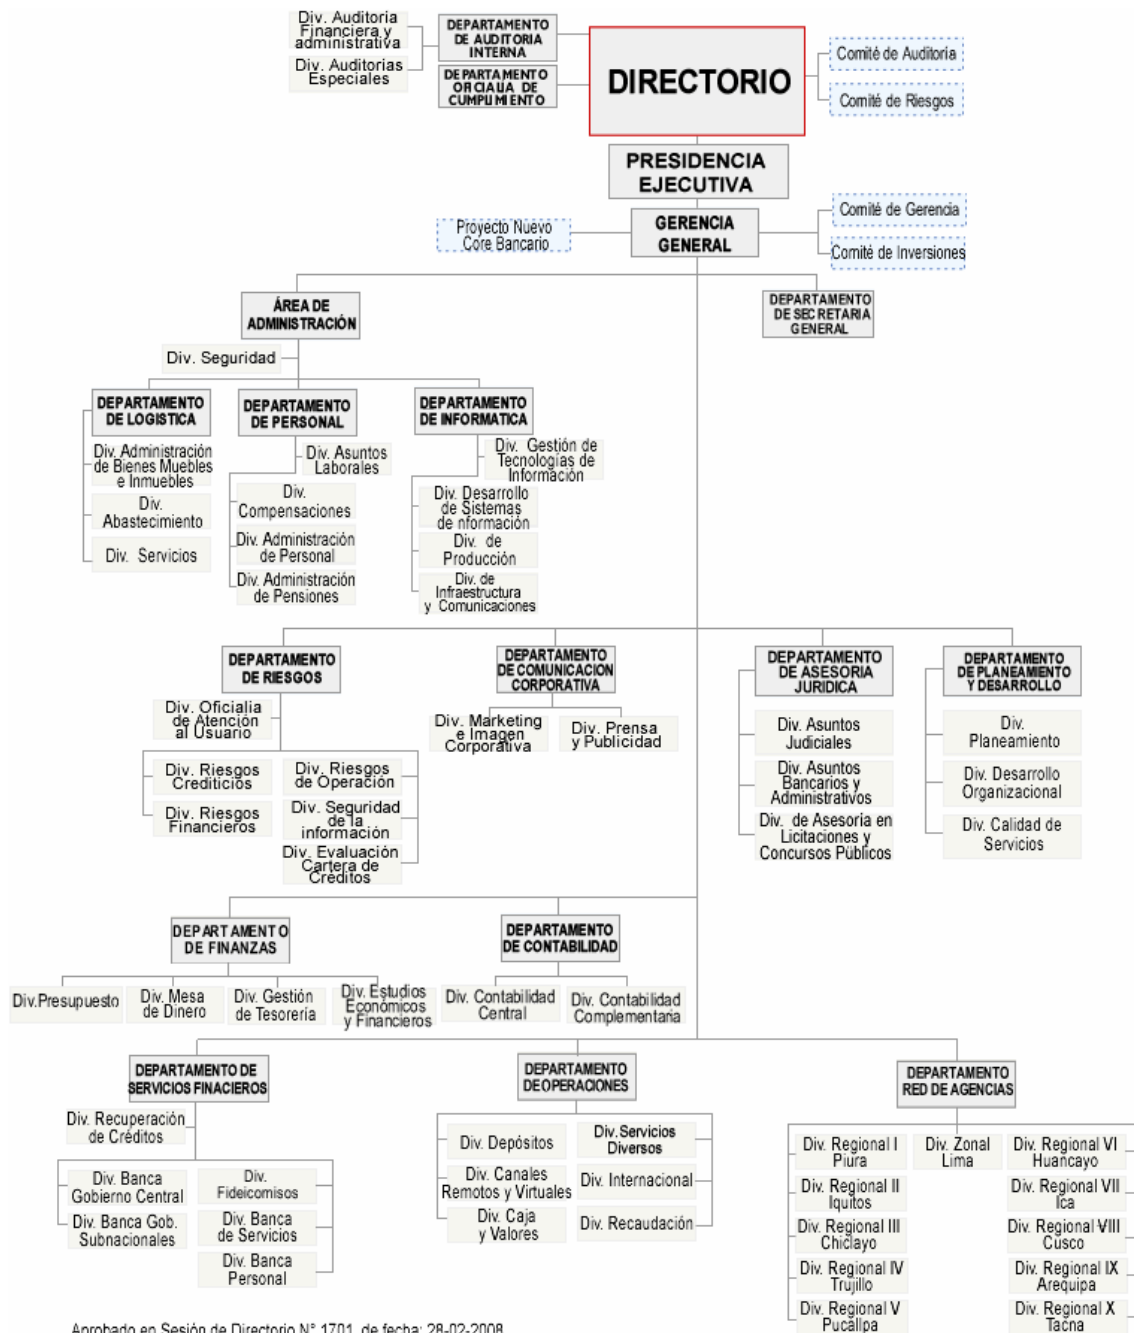 Div. Auditoria
Financiera y
administrativa
Div. Auditorías
Especiales
DEPARTAMENTO
DE AUDITORIA
INTERNA
DEPARTAMENTO
OFICIALIA DE
CUMPLIMIENTO
DIRECTORIO
Comité de Auditoría
Comité de Riesgos
PRESIDENCIA
EJECUTIVA
Proyecto Nuevo
Core Bancario
GERENCIA
GENERAL
Comité de Gerencia
Comité de Inversiones
ÁREA DE
ADMINISTRACIÓN
DEPARTAMENTO
DE SECRETARIA
GENERAL
Div. Seguridad
DEPARTAMENTO
DE LOGISTICA
Div. Administración
de Bienes Muebles
e Inmuebles
Div.
Abastecimiento
Div. Servicios
DEPARTAMENTO
DE PERSONAL
Div. Asuntos
Laborales
Div.
Compensaciones
Div. Administración
de Personal
Div. Administración
de Pensiones
DEPARTAMENTO
DE INFORMATICA
Div. Gestión de
Tecnologías de
Información
Div. Desarrollo
de Sistemas
de nformación
Div. de
Producción
Div. de
Infraestructura
y Comunicaciones
DEPARTAMENTO
DE RIESGOS
Div. Oficialia
de Atención
al Usuario
Div. Riesgos
Crediticios
Div. Riesgos
Financieros
Div. Riesgos
de Operación
Div. Seguridad
de la
información
Div. Evaluación
Cartera de
Créditos
DEPARTAMENTO
DE COMUNICACION
CORPORATIVA
Div. Marketing
e Imagen
Corporativa
Div. Prensa
y Publicidad
DEPARTAMENTO
DE ASESORIA
JURIDICA
Div. Asuntos
Judiciales
Div. Asuntos
Bancarios y
Administrativos
Div. de Asesoría en
Licitaciones y
Concursos Públicos
DEPARTAMENTO
DE PLANEAMIENTO
Y DESARROLLO
Div.
Planeamiento
Div. Desarrollo
Organizacional
Div. Calidad de
Servicios
DEPARTAMENTO
DE FINANZAS
Div.Presupuesto
Div. Mesa
de Dinero
Div. Gestión
de Tesorería
Div. Estudios
Económicos
y Financieros
DEPARTAMENTO
DE CONTABILIDAD
Div. Contabilidad
Central
Div. Contabilidad
Complementaria
DEPARTAMENTO DE
SERVICIOS FINACIEROS
Div. Recuperación
de Créditos
Div. Banca
Gobierno Central
Div. Banca Gob.
Subnacionales
Div.
Fideicomisos
Div. Banca
de Servicios
Div. Banca
Personal
DEPARTAMENTO
DE OPERACIONES
Div. Depósitos
Div. Canales
Remotos y Virtuales
Div. Caja
y Valores
Div.Servicios
Diversos
Div. Internacional
Div. Recaudación
DEPARTAMENTO
RED DE AGENCIAS
Div. Regional I
Piura
Div. Regional II
Iquitos
Div. Regional III
Chiclayo
Div. Regional IV
Trujillo
Div. Regional V
Pucallpa
Div. Zonal
Lima
Div. Regional VI
Huancayo
Div. Regional VII
Ica
Div. Regional VIII
Cusco
Div. Regional IX
Arequipa
Div. Regional X
Tacna
Aprobado en Sesión de Directorio N° 1701, de fecha: 28-02-2008